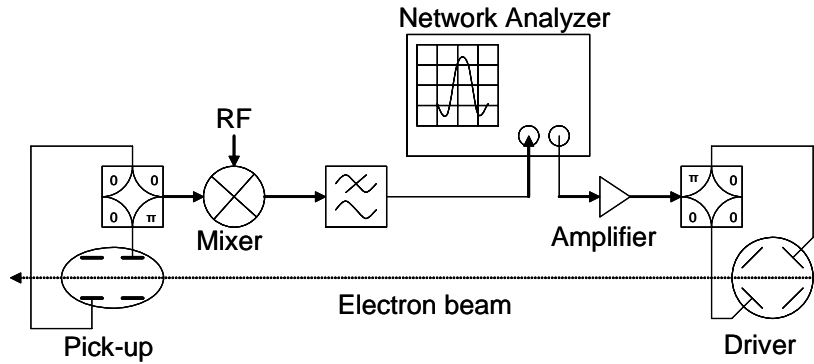 Network Analyzer
RF
0 0
0 π
Mixer
π 0
0 0
Amplifier
Electron beam
Pick-up
Driver